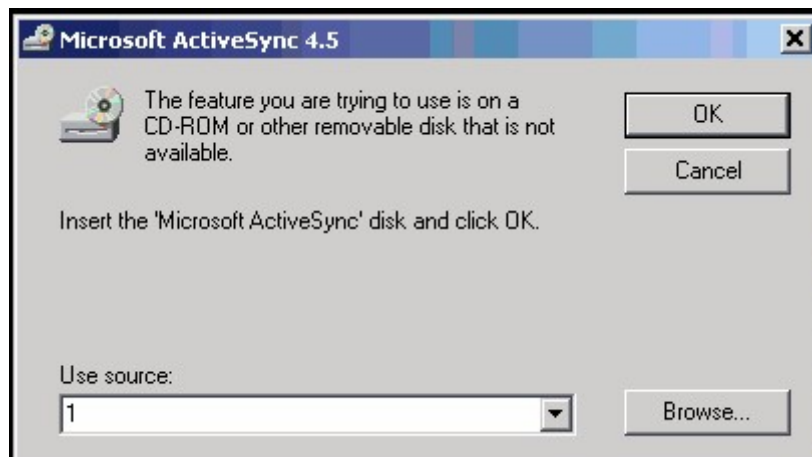 Microsoft ActiveSync 4.5
The feature you are trying to use is on a
CD-ROM or other removable disk that is not
available.
OK
Cancel
Insert the 'Microsoft ActiveSync' disk and click OK.
Use source:
1
Browse...